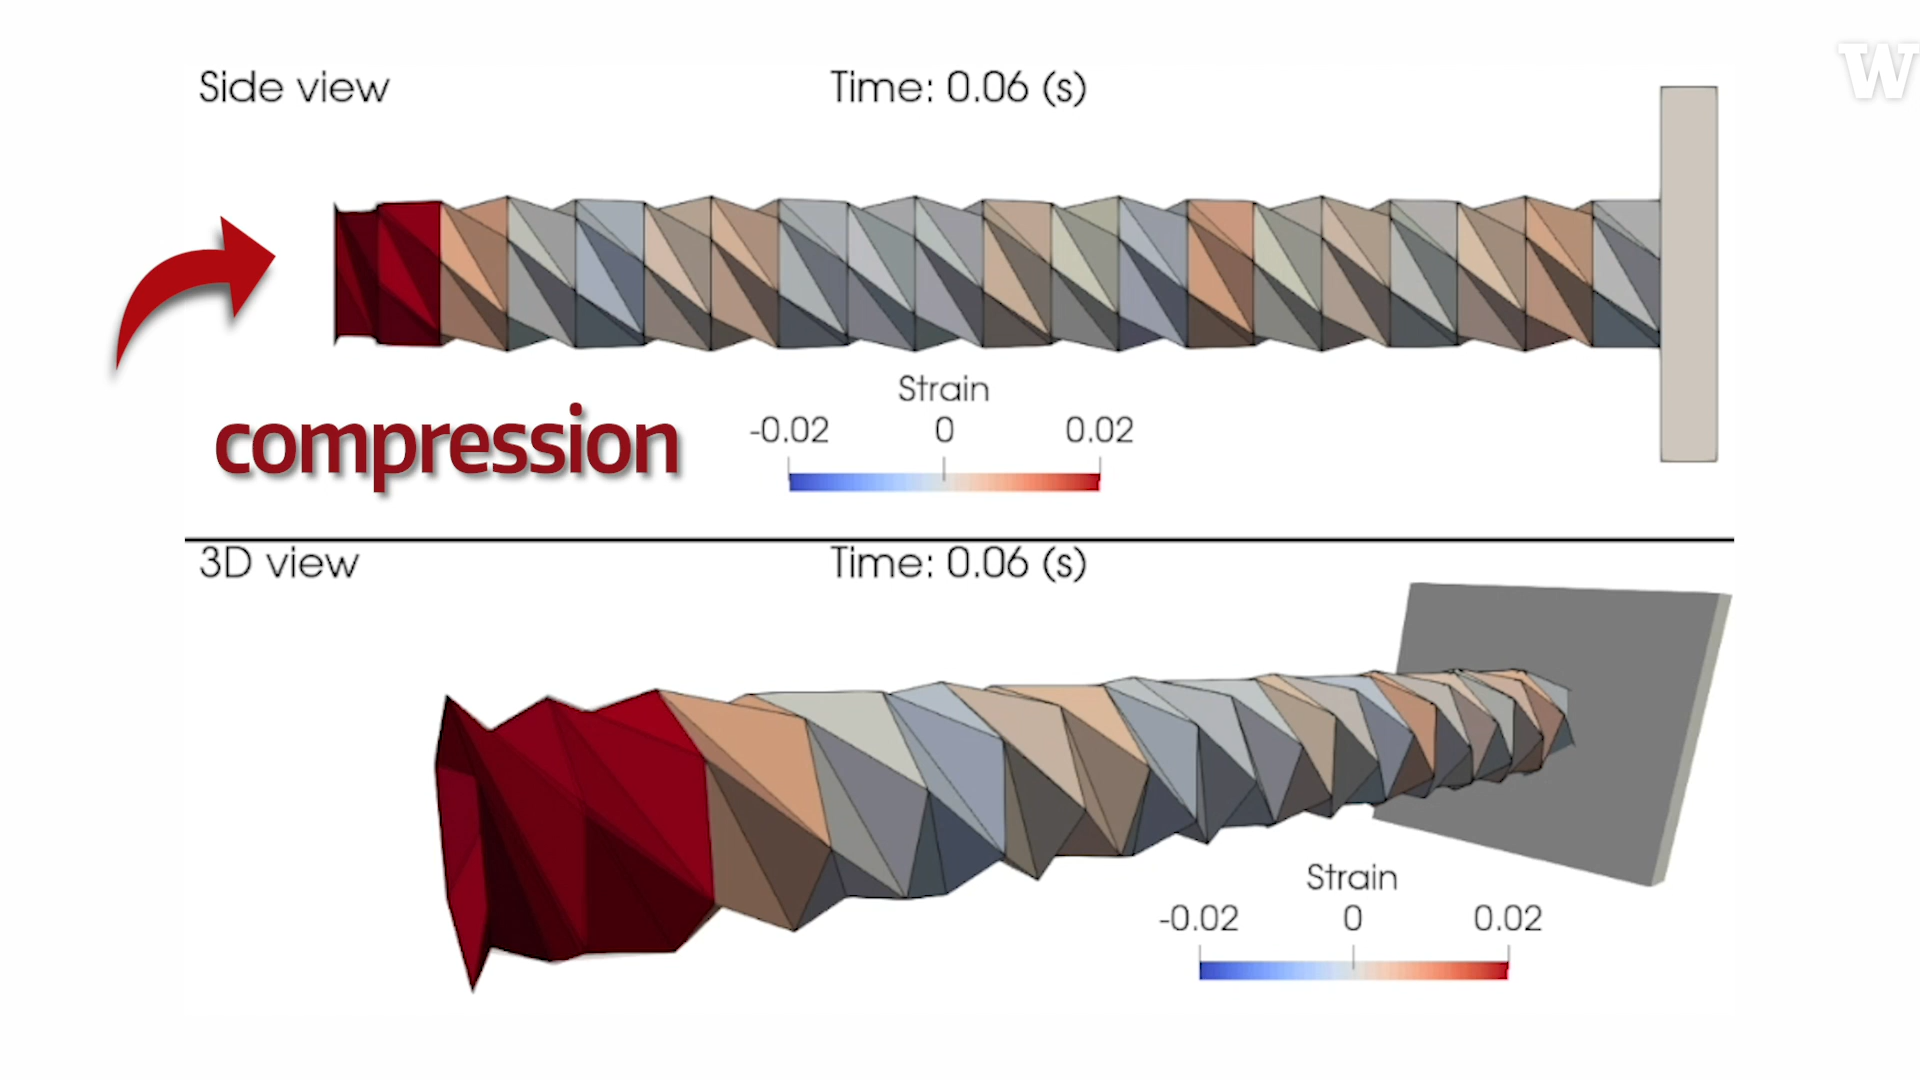 Side view
Time: 0.06 (s)
W
compression
Strain
-0.02 0 0.02
3D view
Time: 0.06 (s)
Strain
-0.02 0 0.02